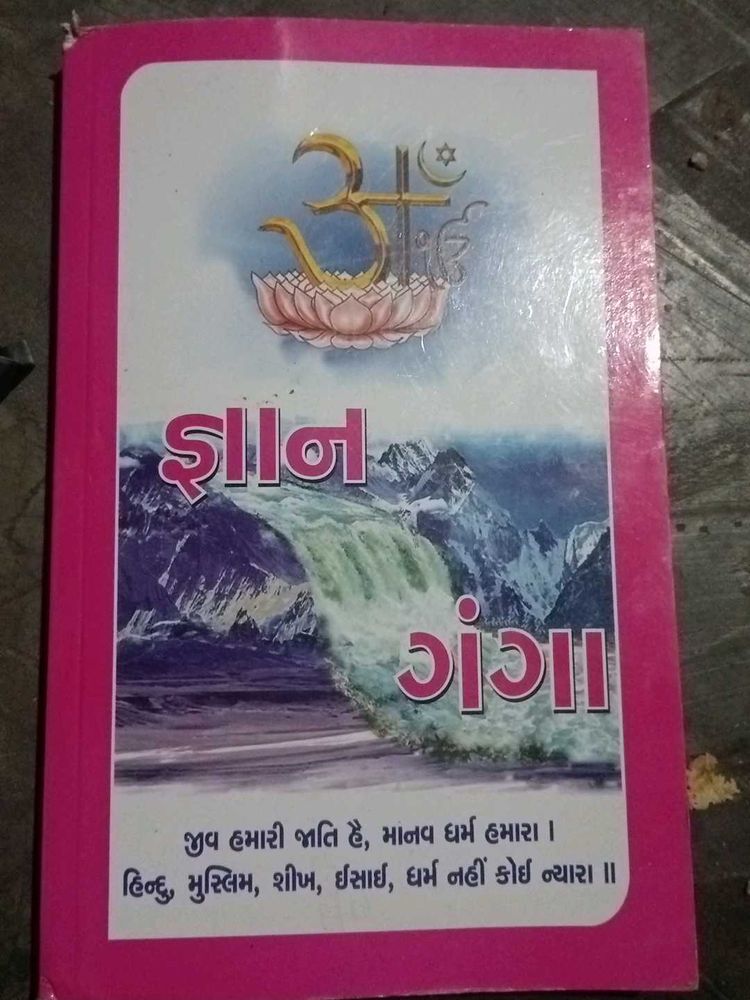 જ્ઞાન
ગંગા
જીવ હમારી જાતિ હૈ, માનવ ધર્મ હમારા ।
હિન્દુ, મુસ્લિમ, શીખ, ઈસાઈ, ધર્મ નહીં કોઈ ન્યારા ॥